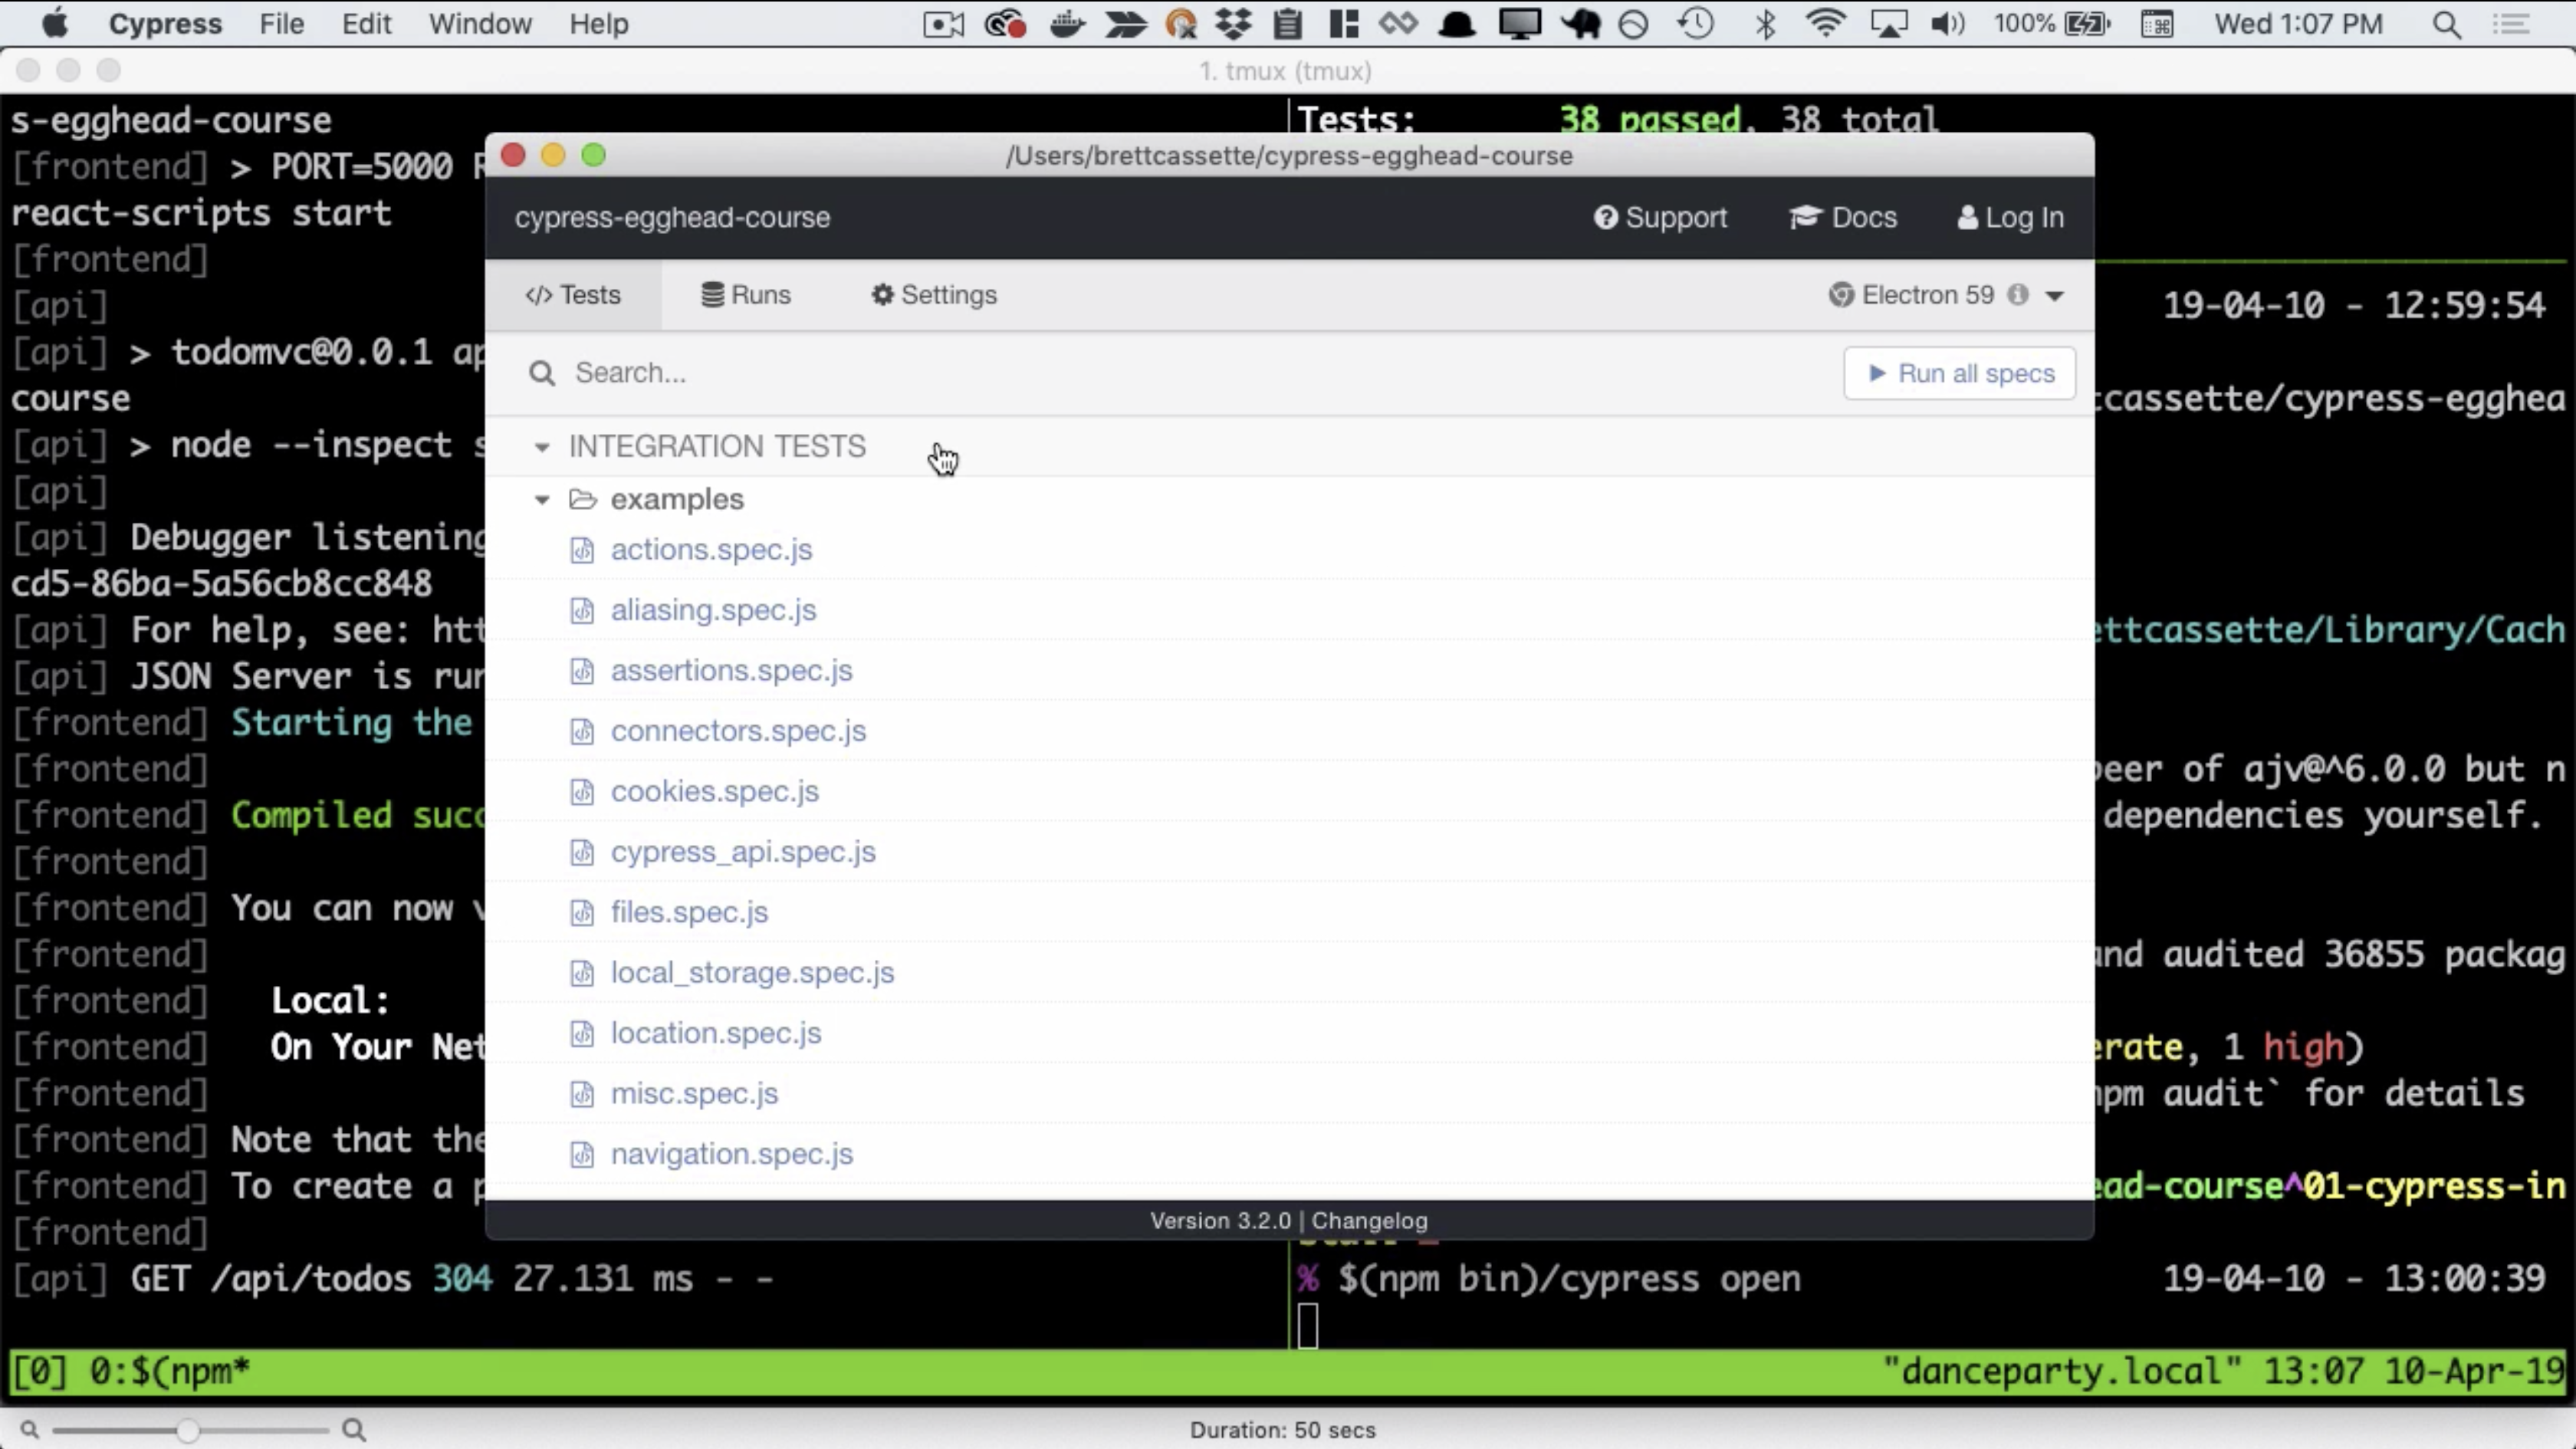 Cypress File Edit Window Help 100% Wed 1:07 PM
1. tmux (tmux)
s-egghead-course
[frontend] > PORT=5000
react-scripts start
[frontend]
[api]
[api] > todomvc@0.0.1
course
[api] > node --inspect
[api]
[api] Debugger listening
cd5-86ba-5a56cb8cc848
[api] For help, see:
[api] JSON Server is
[frontend] Starting the
[frontend]
[frontend] Compiled
[frontend]
[frontend] You can now
[frontend]
[frontend] Local:
[frontend] On Your
[frontend]
[frontend] Note that the
[frontend] To create a
[frontend]
[api] GET /api/todos 304 27.131 ms - -
/Users/brettcassette/cypress-egghead-course
cypress-egghead-course Support Docs Log In
</> Tests Runs Settings Electron 59
Search... Run all specs
INTEGRATION TESTS
examples
actions.spec.js
aliasing.spec.js
assertions.spec.js
connectors.spec.js
cookies.spec.js
cypress_api.spec.js
files.spec.js
local_storage.spec.js
location.spec.js
misc.spec.js
navigation.spec.js
Version 3.2.0 | Changelog
Tests: 38 passed, 38 total
19-04-10 - 12:59:54
tcassette/cypress-egghea
ettcassette/Library/Cach
peer of ajv@^6.0.0 but n
dependencies yourself.
and audited 36855 packag
erate, 1 high)
npm audit` for details
ead-course^01-cypress-in
% $(npm bin)/cypress open 19-04-10 - 13:00:39
[0] 0:$(npm* "danceparty.local" 13:07 10-Apr-19
Duration: 50 secs